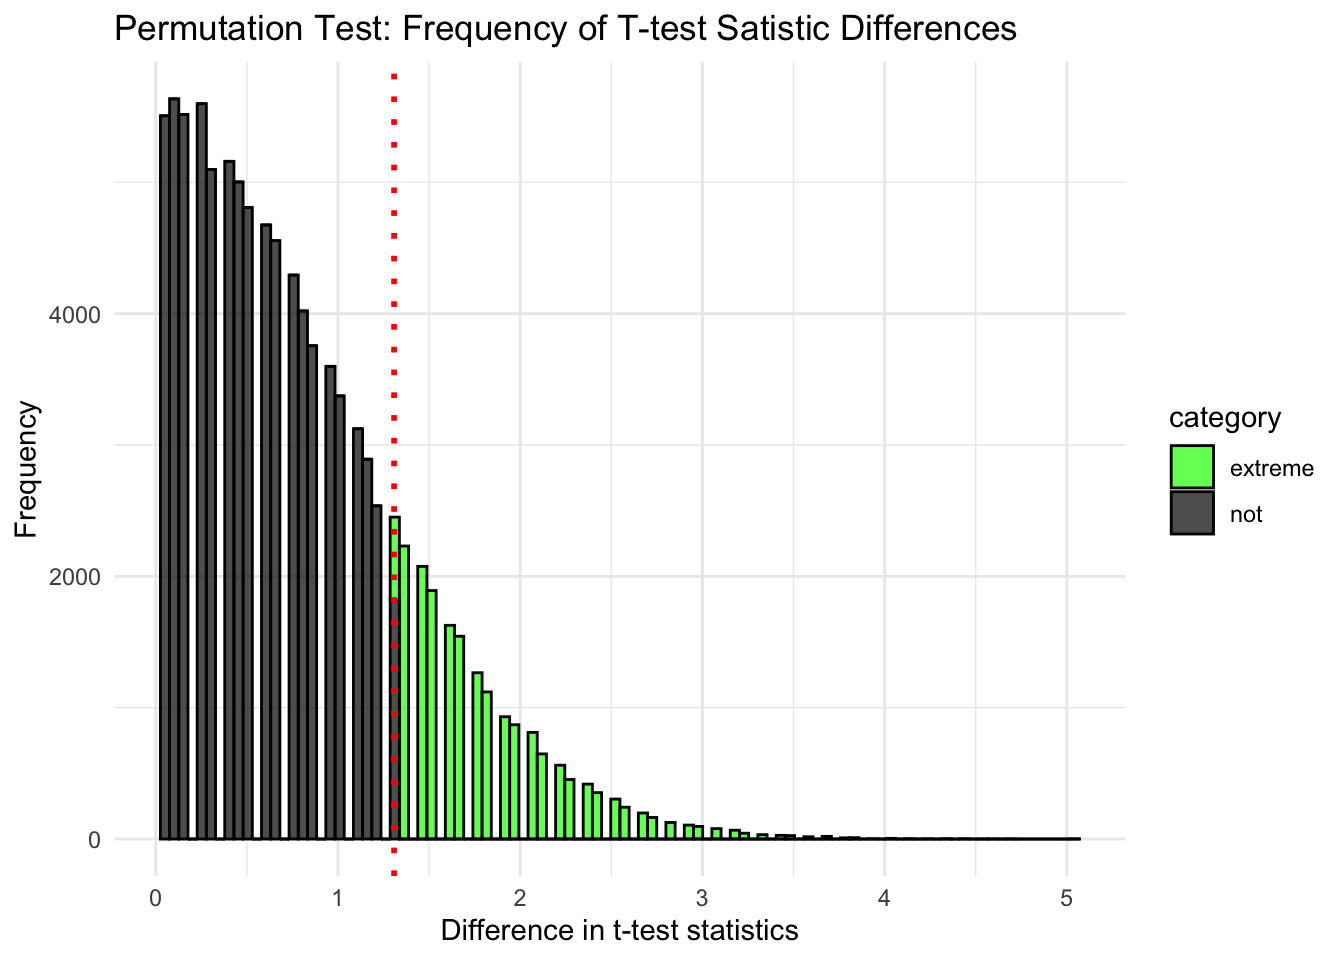 Permutation Test: Frequency of T-test Satistic Differences
Frequency
4000
2000
0
0
1
2
3
4
5
Difference in t-test statistics
category
extreme
not